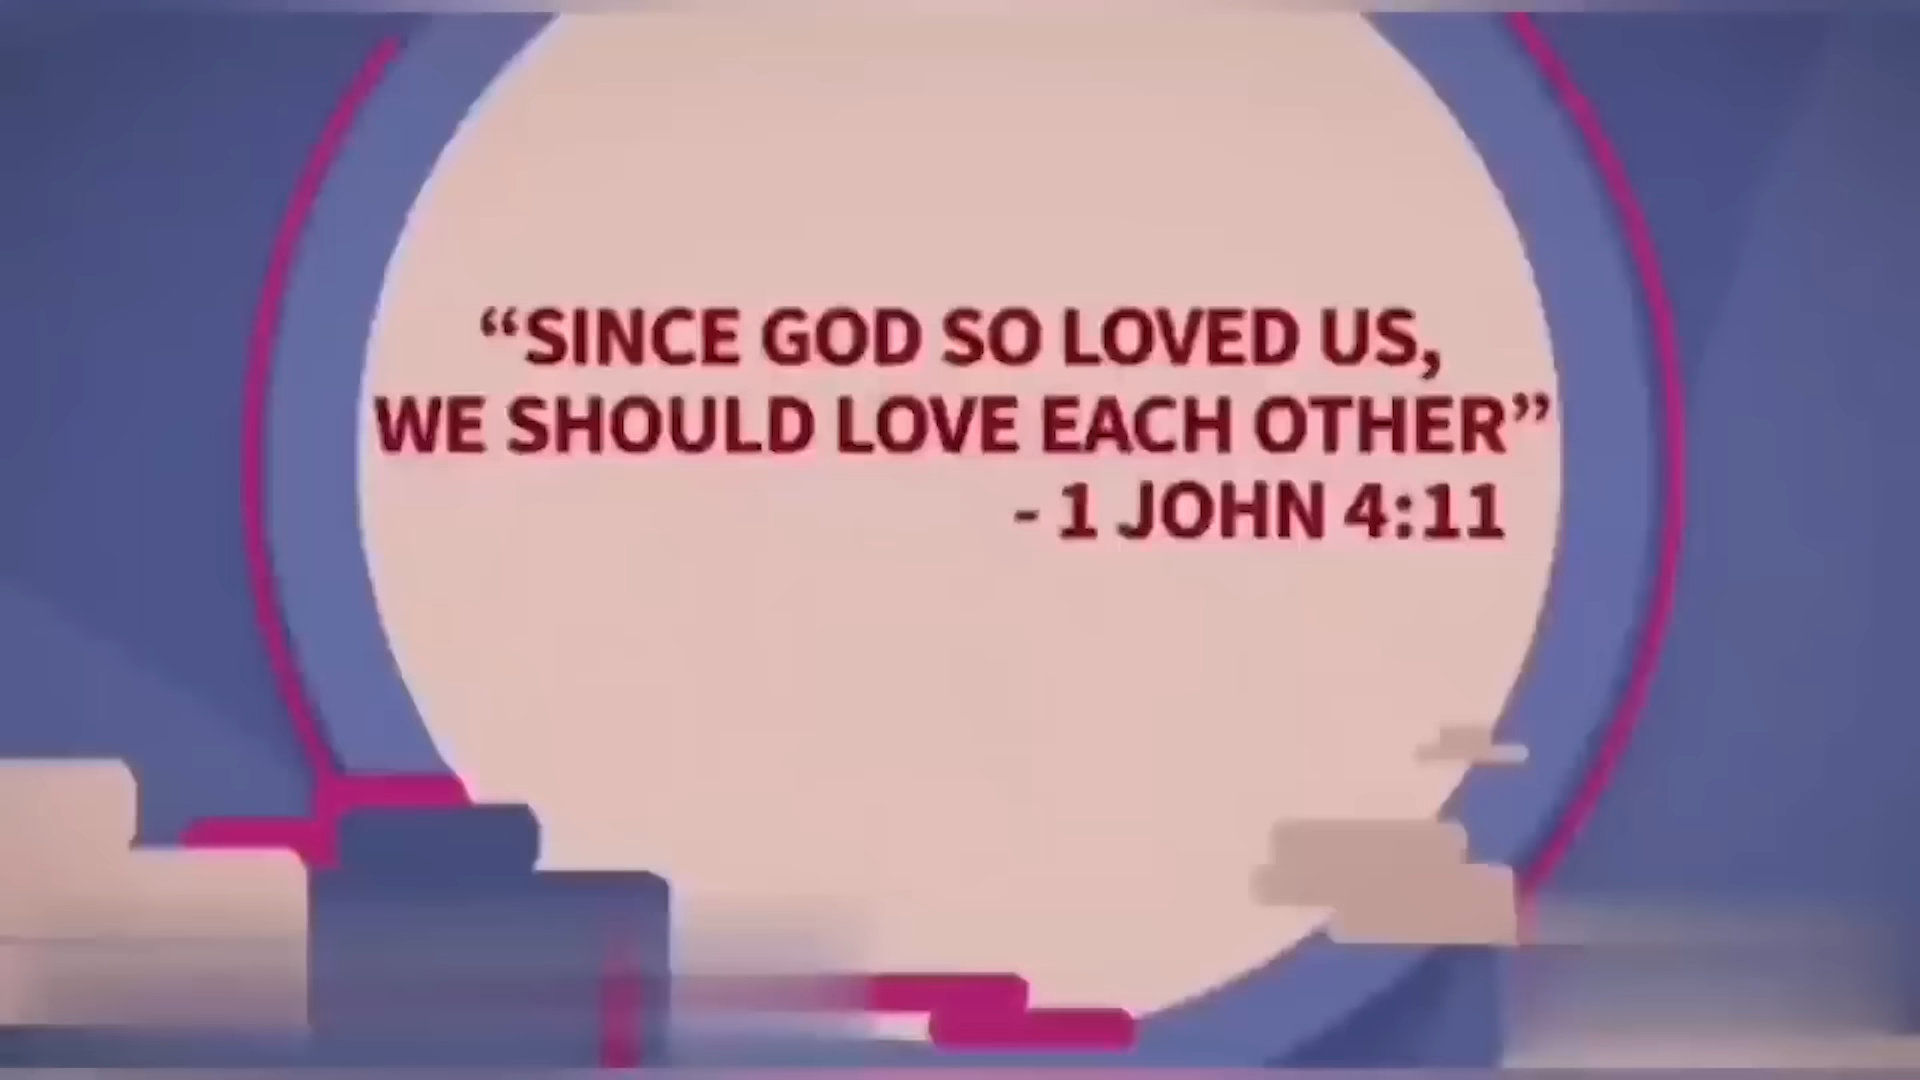 “SINCE GOD SO LOVED US,
WE SHOULD LOVE EACH OTHER”
- 1 JOHN 4:11